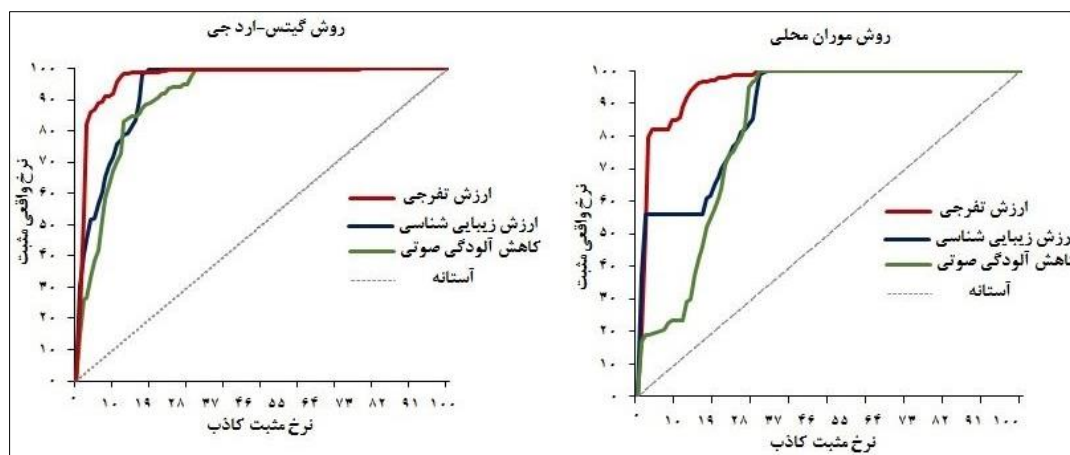 روش گیتس-ارد جی
۱۰۰
۹۰
۸۰
۷۰
۶۰
۵۰
۴۰
۳۰
۲۰
۱۰
۰
نرخ واقعی مثبت
ارزش تفرجی
ارزش زیبایی شناسی
کاهش آلودگی صوتی
آستانه
۰ ۱۰ ۱۹ ۲۸ ۳۷ ۴۶ ۵۵ ۶۴ ۷۳ ۸۲ ۹۱ ۱۰۰
نرخ مثبت کاذب
روش موران محلی
۱۰۰
۹۰
۸۰
۷۰
۶۰
۵۰
۴۰
۳۰
۲۰
۱۰
۰
نرخ واقعی مثبت
ارزش تفرجی
ارزش زیبایی شناسی
کاهش آلودگی صوتی
آستانه
۰ ۱۰ ۱۹ ۲۸ ۳۷ ۴۶ ۵۵ ۶۴ ۷۳ ۸۲ ۹۱ ۱۰۰
نرخ مثبت کاذب